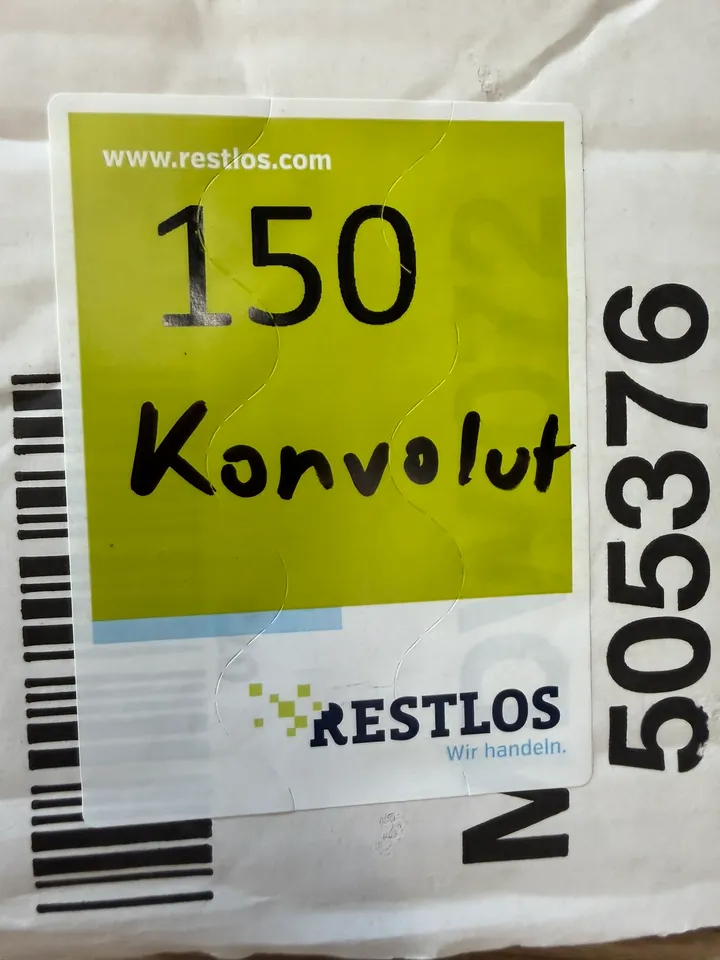 www.restlos.com
150
Konvolut
RESTLOS
Wir handeln.
505376